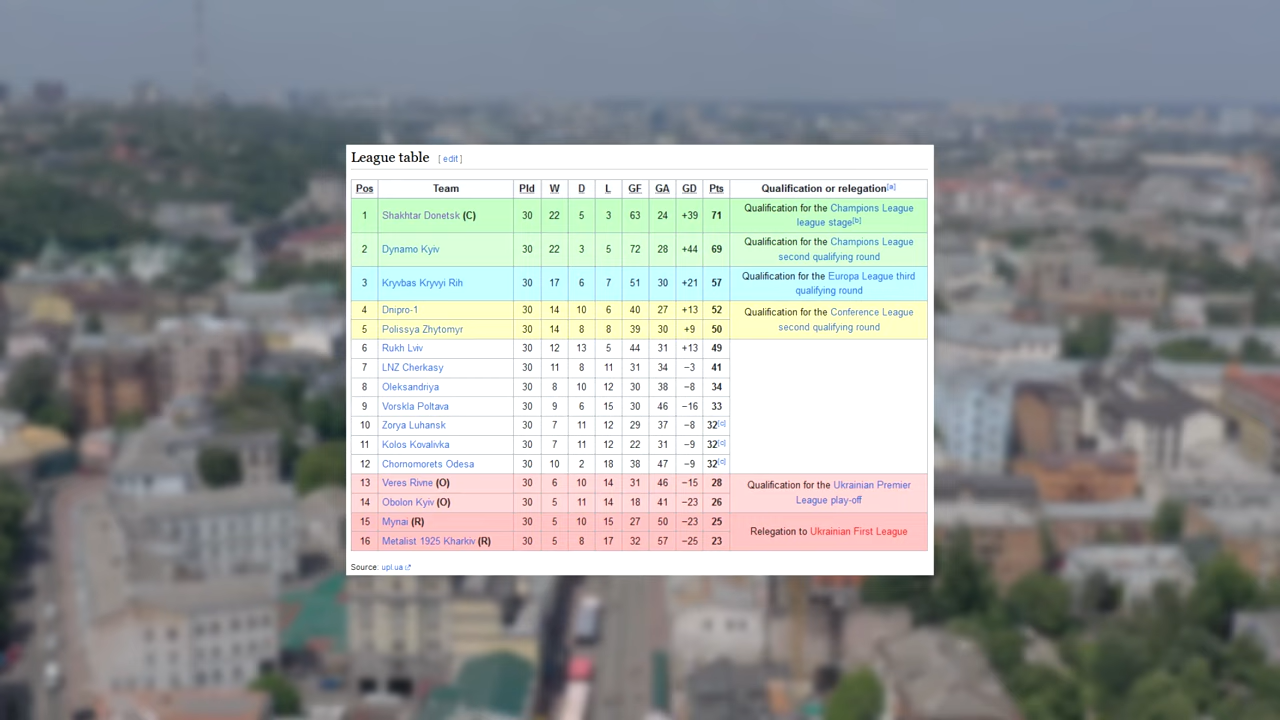 League table [ edit ]
Pos Team Pld W D L GF GA GD Pts Qualification or relegation[a]
1 Shakhtar Donetsk (C) 30 22 5 3 63 24 +39 71 Qualification for the Champions League league stage[b]
2 Dynamo Kyiv 30 22 3 5 72 28 +44 69 Qualification for the Champions League second qualifying round
3 Kryvbas Kryvyi Rih 30 17 6 7 51 30 +21 57 Qualification for the Europa League third qualifying round
4 Dnipro-1 30 14 10 6 40 27 +13 52 Qualification for the Conference League second qualifying round
5 Polissya Zhytomyr 30 14 8 8 39 30 +9 50
6 Rukh Lviv 30 12 13 5 44 31 +13 49
7 LNZ Cherkasy 30 11 8 11 31 34 −3 41
8 Oleksandriya 30 8 10 12 30 38 −8 34
9 Vorskla Poltava 30 9 6 15 30 46 −16 33
10 Zorya Luhansk 30 7 11 12 29 37 −8 32[c]
11 Kolos Kovalivka 30 7 11 12 22 31 −9 32[c]
12 Chornomorets Odesa 30 10 2 18 38 47 −9 32[c]
13 Veres Rivne (O) 30 6 10 14 31 46 −15 28 Qualification for the Ukrainian Premier League play-off
14 Obolon Kyiv (O) 30 5 11 14 18 41 −23 26
15 Mynai (R) 30 5 10 15 27 50 −23 25 Relegation to Ukrainian First League
16 Metalist 1925 Kharkiv (R) 30 5 8 17 32 57 −25 23
Source: upl.ua